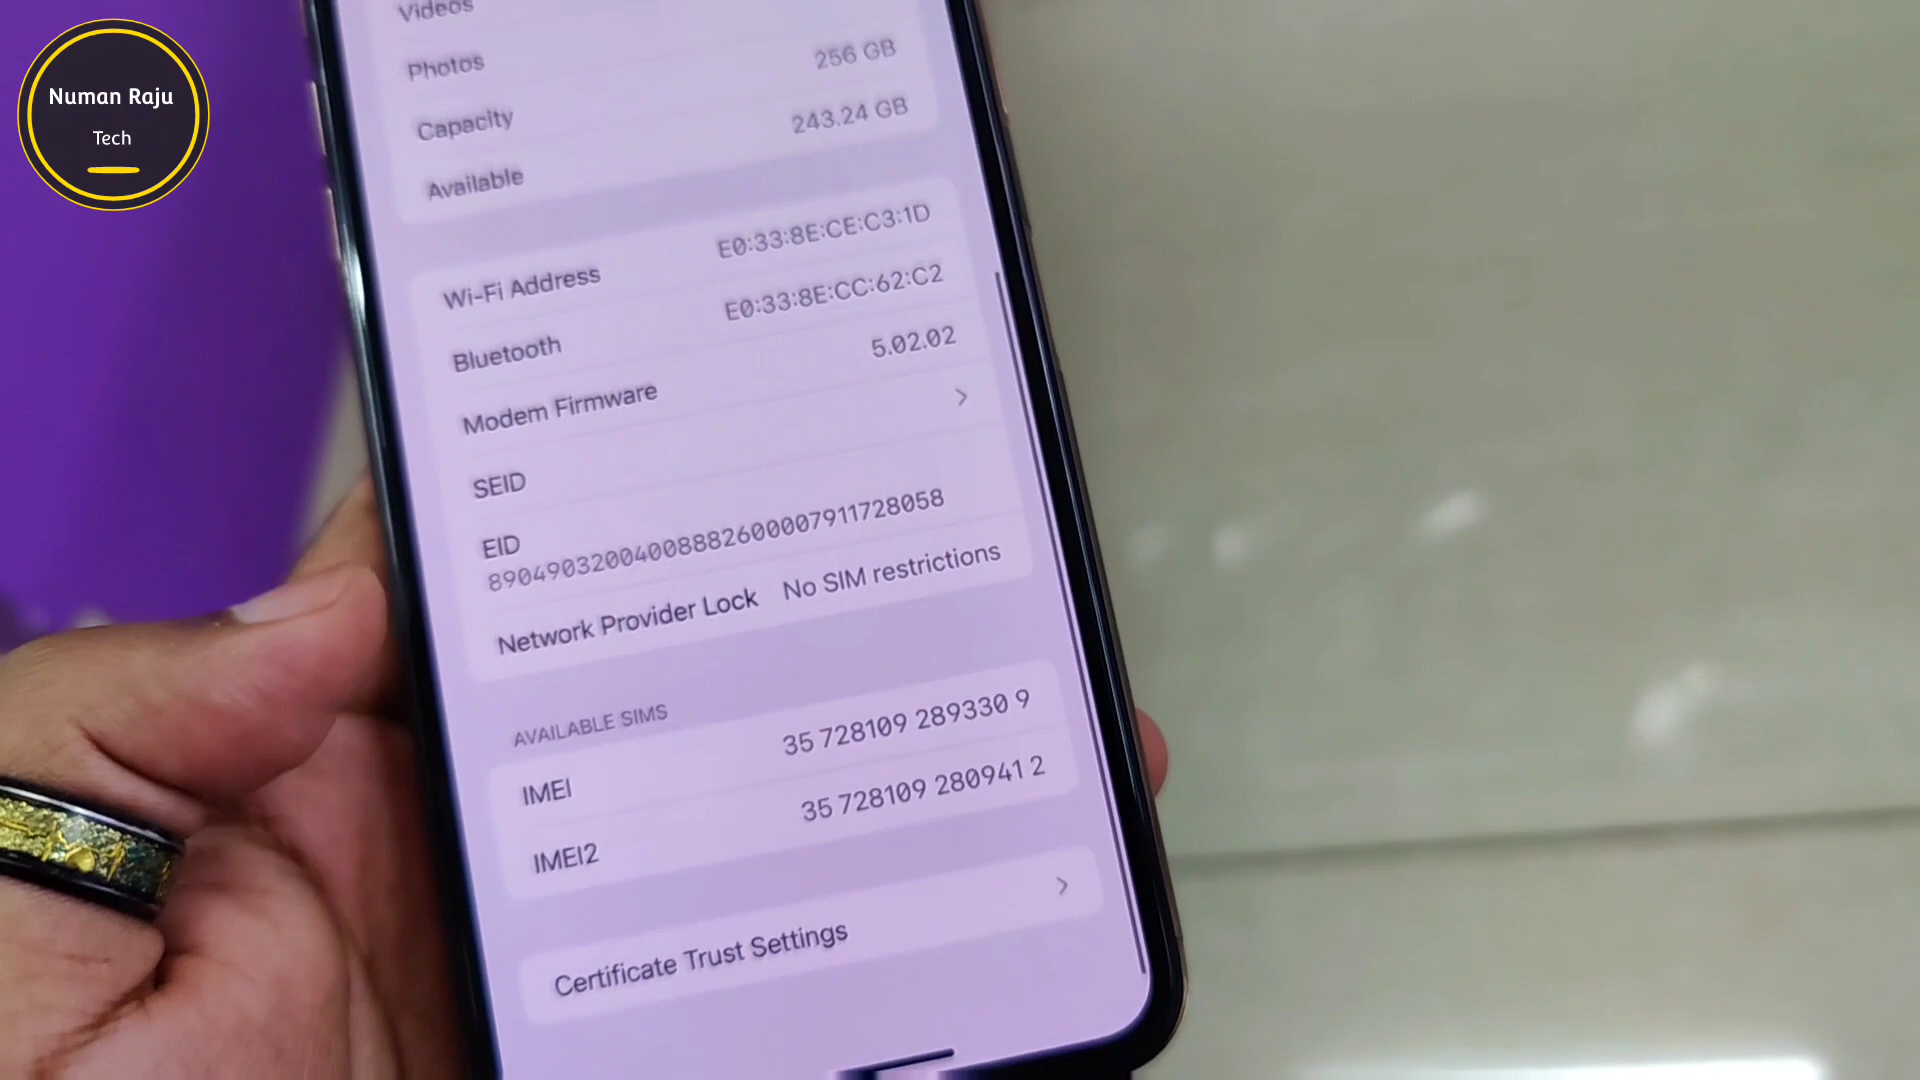 Numan Raju
Tech
Videos
Photos 256 GB
Capacity 243.24 GB
Available
Wi-Fi Address E0:33:8E:CE:C3:1D
Bluetooth E0:33:8E:CC:62:C2
Modem Firmware 5.02.02
SEID
EID
89049032004008882600007911728058
Network Provider Lock No SIM restrictions
AVAILABLE SIMS
IMEI 35 728109 289330 9
IMEI2 35 728109 280941 2
Certificate Trust Settings